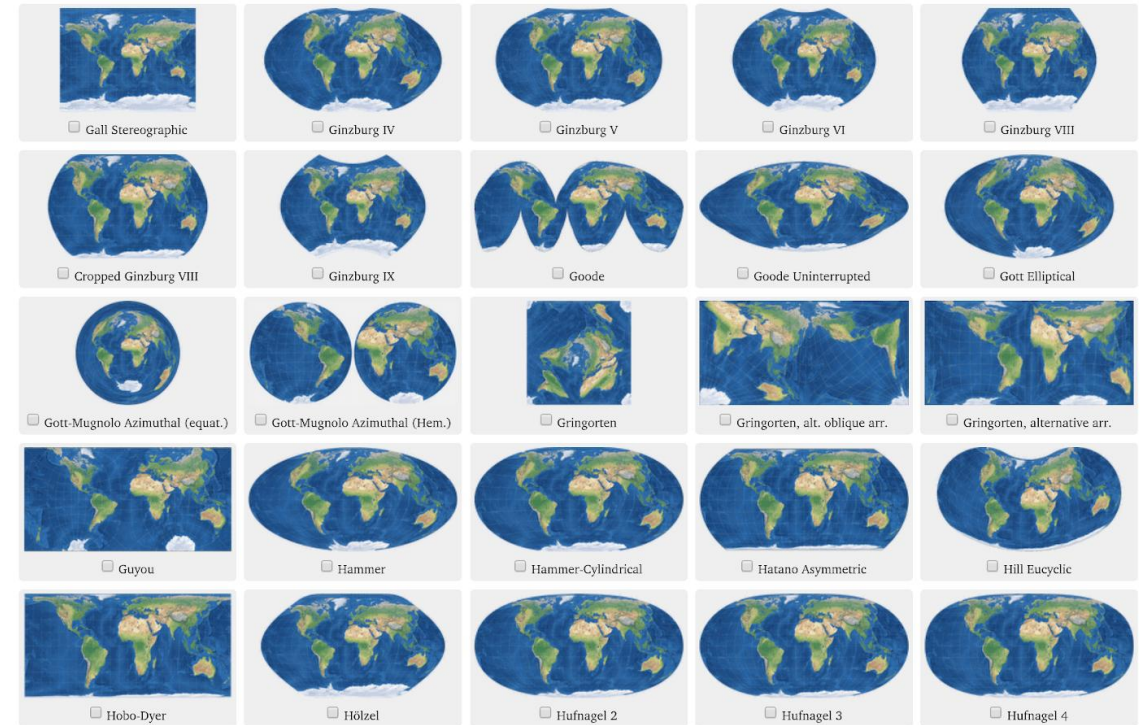 Gall Stereographic
Ginzburg IV
Ginzburg V
Ginzburg VI
Ginzburg VIII
Cropped Ginzburg VIII
Ginzburg IX
Goode
Goode Uninterrupted
Gott Elliptical
Gott-Mugnolo Azimuthal (equat.)
Gott-Mugnolo Azimuthal (Hem.)
Gringorten
Gringorten, alt. oblique arr.
Gringorten, alternative arr.
Guyou
Hammer
Hammer-Cylindrical
Hatano Asymmetric
Hill Eucyclic
Hobo-Dyer
Hölzel
Hufnagel 2
Hufnagel 3
Hufnagel 4